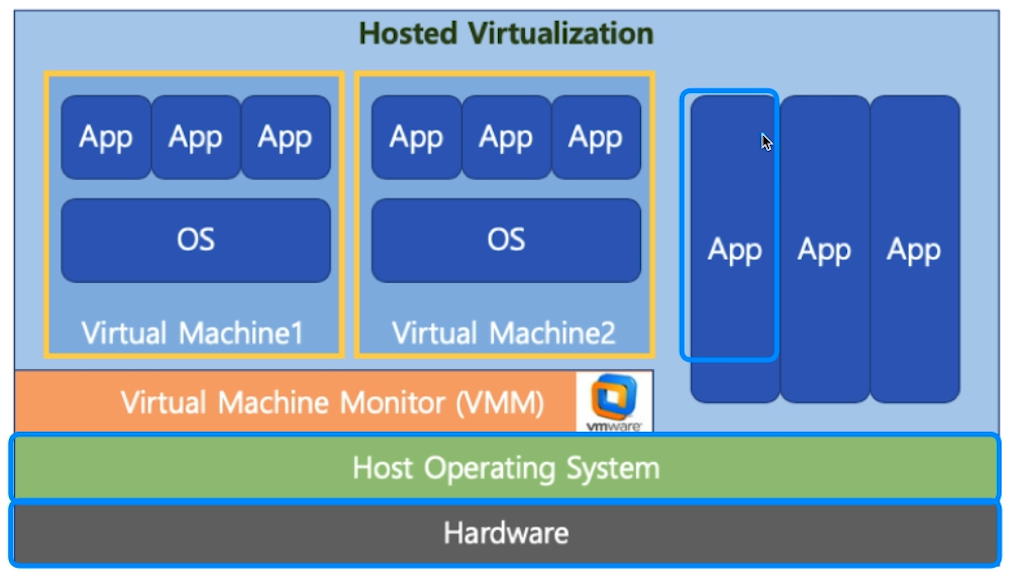 Hosted Virtualization
App App App
OS
Virtual Machine1
App App App
OS
Virtual Machine2
App App App
Virtual Machine Monitor (VMM)
vmware
Host Operating System
Hardware